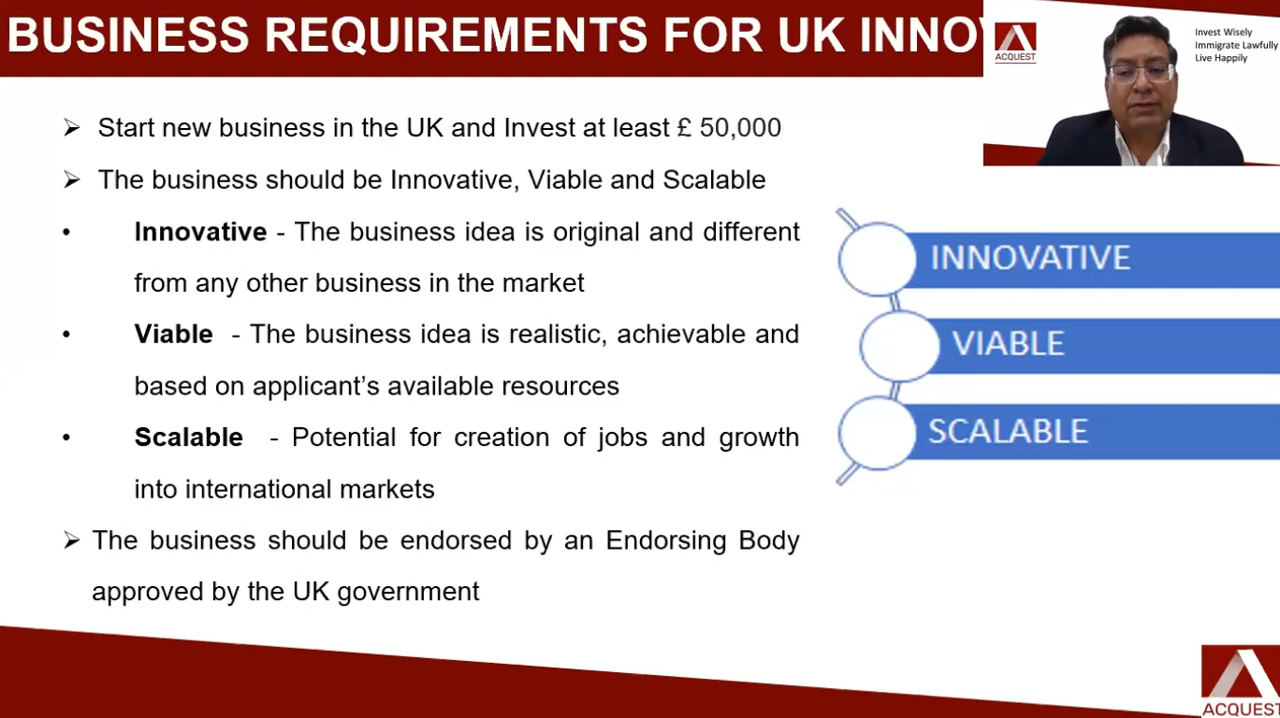 BUSINESS REQUIREMENTS FOR UK INNOV
ACQUEST
Invest Wisely
Immigrate Lawfully
Live Happily
➢ Start new business in the UK and Invest at least £ 50,000
➢ The business should be Innovative, Viable and Scalable
• Innovative - The business idea is original and different
from any other business in the market
• Viable - The business idea is realistic, achievable and
based on applicant’s available resources
• Scalable - Potential for creation of jobs and growth
into international markets
➢ The business should be endorsed by an Endorsing Body
approved by the UK government
INNOVATIVE
VIABLE
SCALABLE
ACQUEST